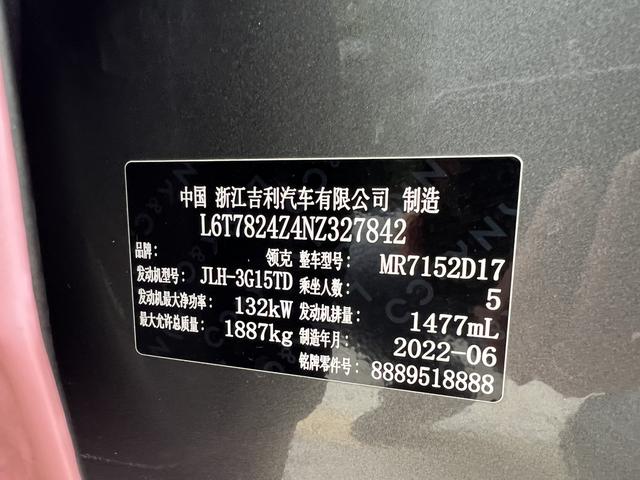 中国 浙江吉利汽车有限公司 制造
L6T7824Z4NZ327842
品牌: 领克 整车型号: MR7152D17
发动机型号: JLH-3G15TD 乘坐人数: 5
发动机最大净功率: 132kW 发动机排量: 1477mL
最大允许总质量: 1887kg 制造年月: 2022-06
铭牌零件号: 8889518888